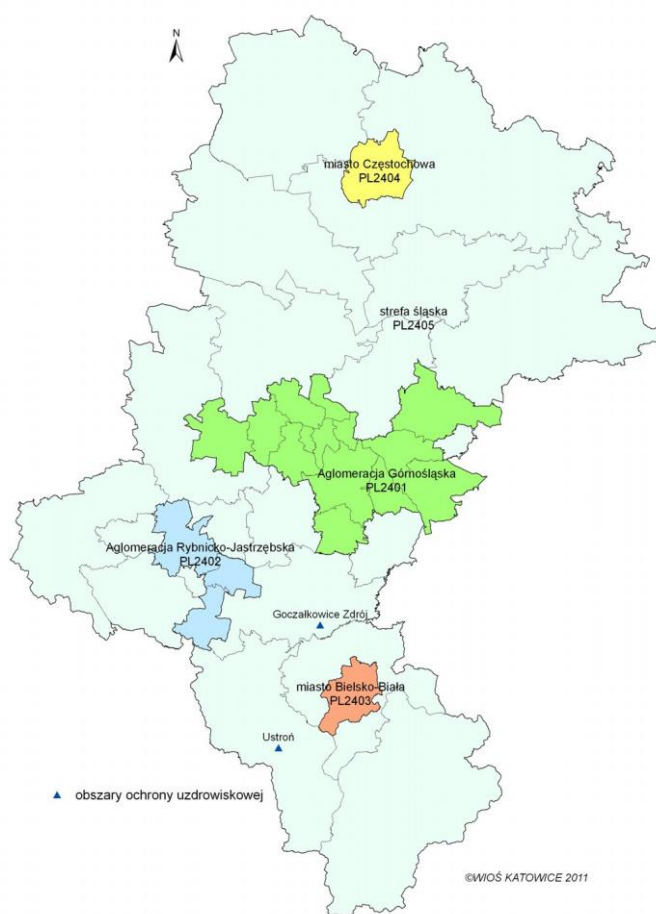 N
miasto Częstochowa
PL2404
strefa śląska
PL2405
Aglomeracja Górnośląska
PL2401
Aglomeracja Rybnicko-Jastrzębska
PL2402
Goczałkowice Zdrój
miasto Bielsko-Biała
PL2403
Ustroń
obszary ochrony uzdrowiskowej
©WIOŚ KATOWICE 2011